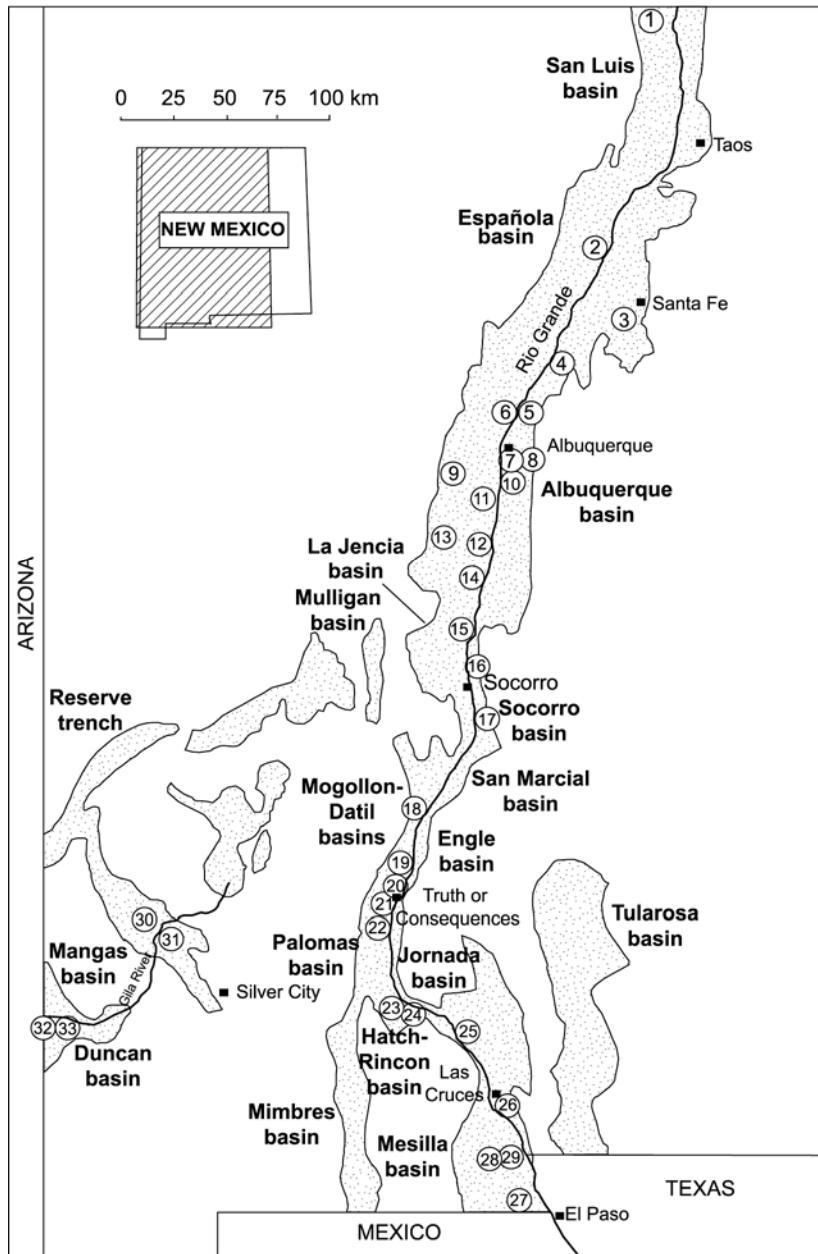 1
San Luis
basin
0 25 50 75 100 km
Taos
NEW MEXICO
Española
basin
2
Rio Grande
Santa Fe
3
4
6 5
Albuquerque
7 8
9
10
Albuquerque
basin
11
13
12
La Jencia
basin
14
Mulligan
basin
15
16
Socorro
ARIZONA
Reserve
trench
17
Socorro
basin
San Marcial
basin
Mogollon-
Datil
basins
18
Engle
basin
19
20
21
Truth or
Consequences
22
Tularosa
basin
30
31
Palomas
basin
Jornada
basin
Mangas
basin
Gila River
Silver City
23
24
25
32 33
Duncan
basin
Hatch-
Rincon
basin
Las
Cruces
26
Mimbres
basin
Mesilla
basin
28 29
27
TEXAS
El Paso
MEXICO